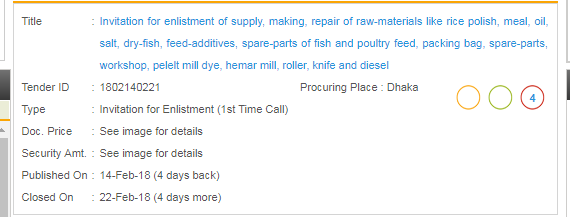 Title : Invitation for enlistment of supply, making, repair of raw-materials like rice polish, meal, oil,
salt, dry-fish, feed-additives, spare-parts of fish and poultry feed, packing bag, spare-parts,
workshop, pelelt mill dye, hemar mill, roller, knife and diesel
Tender ID : 1802140221 Procuring Place : Dhaka
4
Type : Invitation for Enlistment (1st Time Call)
Doc. Price : See image for details
Security Amt. : See image for details
Published On : 14-Feb-18 (4 days back)
Closed On : 22-Feb-18 (4 days more)